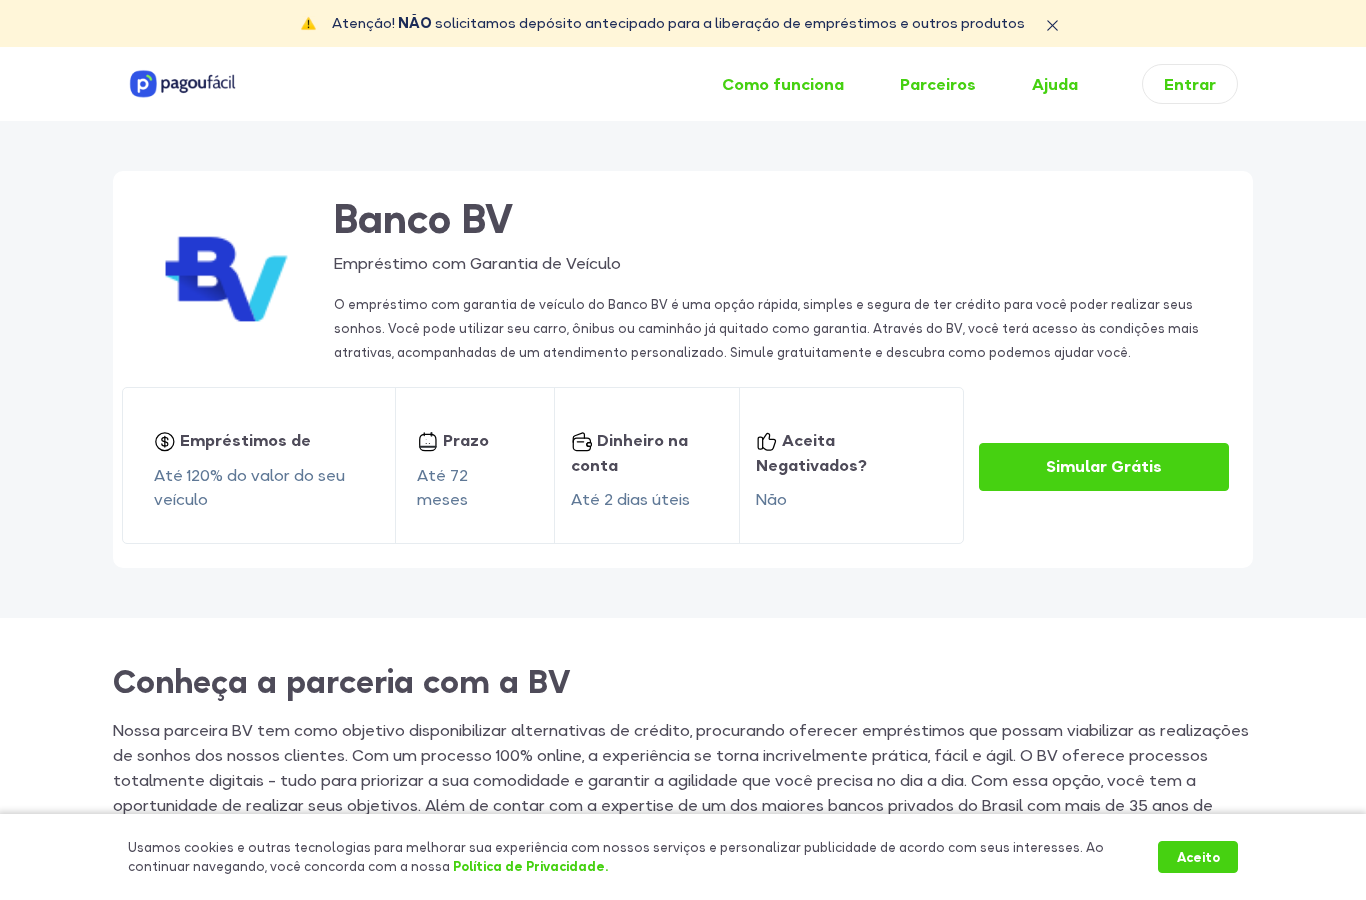 Atenção! NÃO solicitamos depósito antecipado para a liberação de empréstimos e outros produtos
pagoufácil
Como funciona
Parceiros
Ajuda
Entrar
BV
Banco BV
Empréstimo com Garantia de Veículo
O empréstimo com garantia de veículo do Banco BV é uma opção rápida, simples e segura de ter crédito para você poder realizar seus
sonhos. Você pode utilizar seu carro, ônibus ou caminhão já quitado como garantia. Através do BV, você terá acesso às condições mais
atrativas, acompanhadas de um atendimento personalizado. Simule gratuitamente e descubra como podemos ajudar você.
Empréstimos de
Até 120% do valor do seu
veículo
Prazo
Até 72
meses
Dinheiro na
conta
Até 2 dias úteis
Aceita
Negativados?
Não
Simular Grátis
Conheça a parceria com a BV
Nossa parceira BV tem como objetivo disponibilizar alternativas de crédito, procurando oferecer empréstimos que possam viabilizar as realizações
de sonhos dos nossos clientes. Com um processo 100% online, a experiência se torna incrivelmente prática, fácil e ágil. O BV oferece processos
totalmente digitais - tudo para priorizar a sua comodidade e garantir a agilidade que você precisa no dia a dia. Com essa opção, você tem a
oportunidade de realizar seus objetivos. Além de contar com a expertise de um dos maiores bancos privados do Brasil com mais de 35 anos de
Usamos cookies e outras tecnologias para melhorar sua experiência com nossos serviços e personalizar publicidade de acordo com seus interesses. Ao
continuar navegando, você concorda com a nossa Política de Privacidade.
Aceito